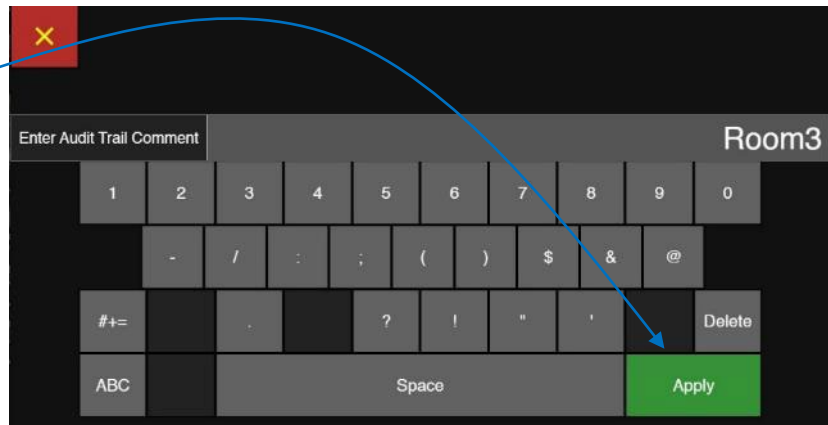 ×
Enter Audit Trail Comment Room3
1 2 3 4 5 6 7 8 9 0
- / : ; ( ) $ & @
#+= . ? ! " ' Delete
ABC Space Apply